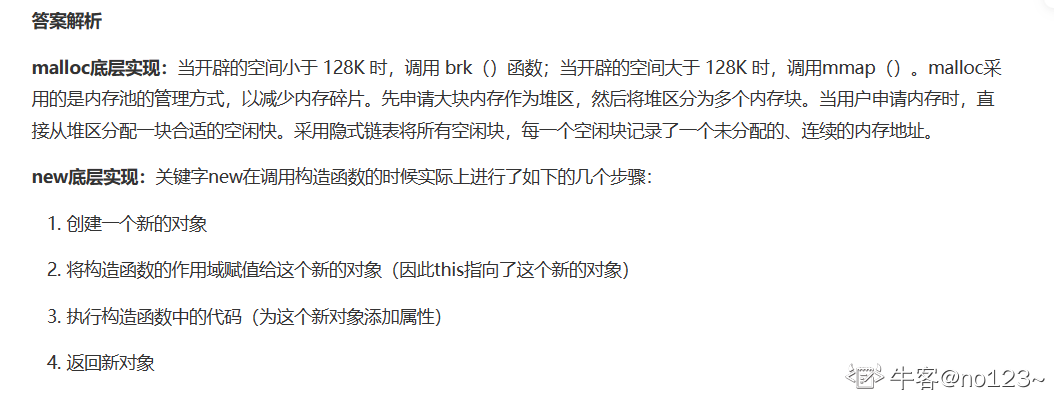 答案解析
malloc底层实现：当开辟的空间小于 128K 时，调用 brk（）函数；当开辟的空间大于 128K 时，调用mmap（）。malloc采
用的是内存池的管理方式，以减少内存碎片。先申请大块内存作为堆区，然后将堆区分为多个内存块。当用户申请内存时，直
接从堆区分配一块合适的空闲快。采用隐式链表将所有空闲块，每一个空闲块记录了一个未分配的、连续的内存地址。
new底层实现：关键字new在调用构造函数的时候实际上进行了如下的几个步骤：
1. 创建一个新的对象
2. 将构造函数的作用域赋值给这个新的对象（因此this指向了这个新的对象）
3. 执行构造函数中的代码（为这个新对象添加属性）
4. 返回新对象
牛客@no123~